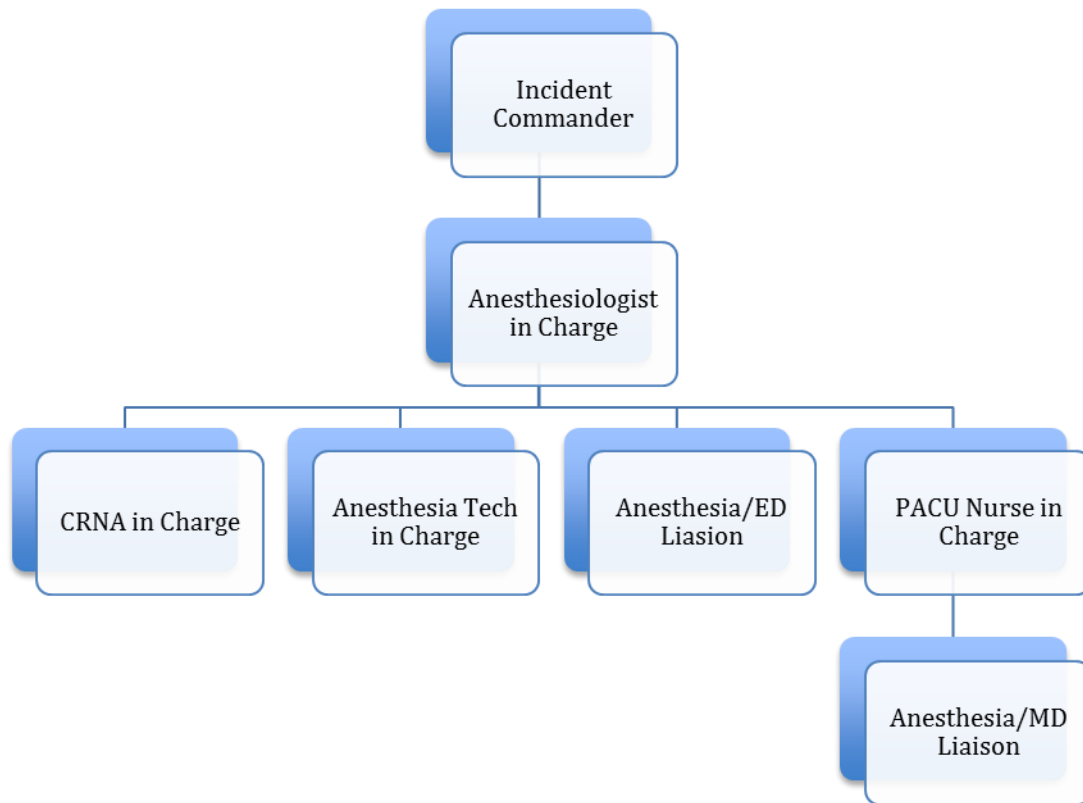 Incident
Commander
Anesthesiologist
in Charge
CRNA in Charge
Anesthesia Tech
in Charge
Anesthesia/ED
Liasion
PACU Nurse in
Charge
Anesthesia/MD
Liaison